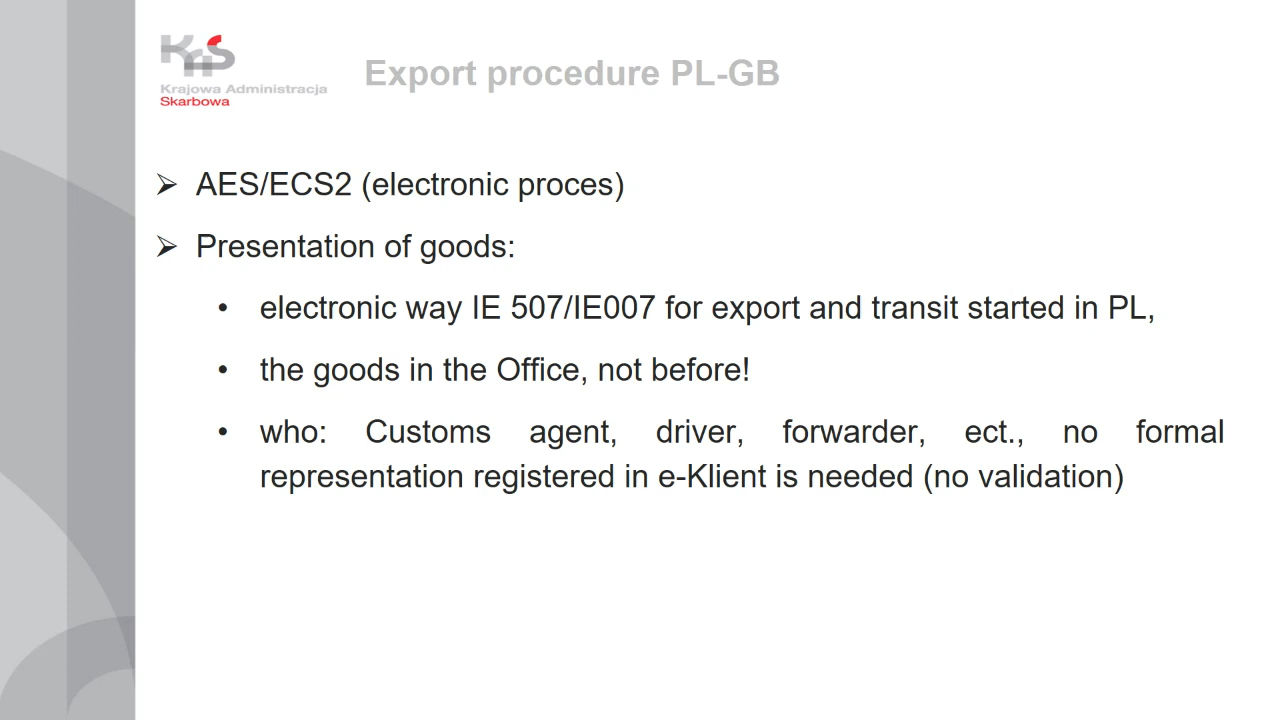 KAS
Krajowa Administracja
Skarbowa
Export procedure PL-GB
➢ AES/ECS2 (electronic proces)
➢ Presentation of goods:
• electronic way IE 507/IE007 for export and transit started in PL,
• the goods in the Office, not before!
• who: Customs agent, driver, forwarder, ect., no formal
representation registered in e-Klient is needed (no validation)